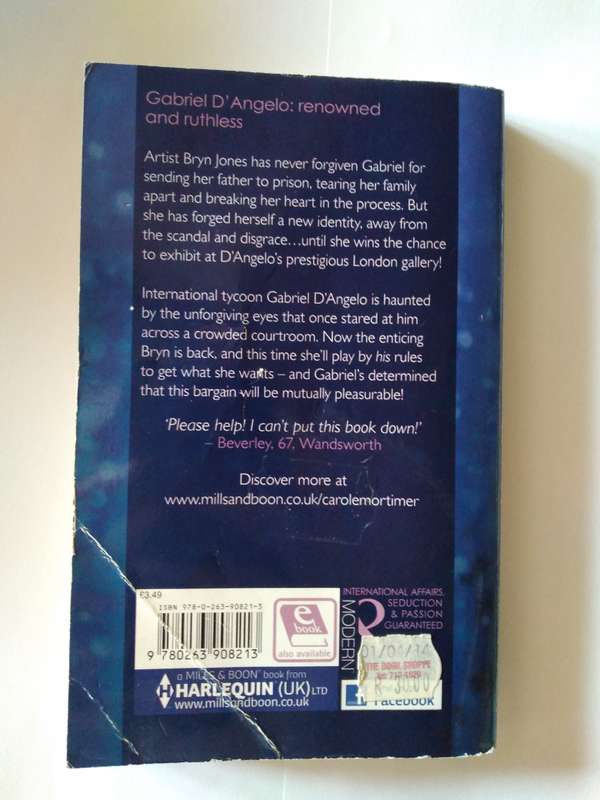 Gabriel D'Angelo: renowned
and ruthless
Artist Bryn Jones has never forgiven Gabriel for
sending her father to prison, tearing her family
apart and breaking her heart in the process. But
she has forged herself a new identity, away from
the scandal and disgrace...until she wins the chance
to exhibit at D'Angelo's prestigious London gallery!
International tycoon Gabriel D'Angelo is haunted
by the unforgiving eyes that once stared at him
across a crowded courtroom. Now the enticing
Bryn is back, and this time she'll play by his rules
to get what she wants – and Gabriel's determined
that this bargain will be mutually pleasurable!
'Please help! I can't put this book down!'
– Beverley, 67, Wandsworth
Discover more at
www.millsandboon.co.uk/carolemortimer
£3.49
ISBN 978-0-263-90821-3
9 780263 908213
e
book
also available
a MILLS & BOON® book from
HARLEQUIN (UK) LTD
www.millsandboon.co.uk
INTERNATIONAL AFFAIRS,
SEDUCTION
& PASSION
GUARANTEED
MODERN
01/04/14
THE BOOK SHOPPE
R 30.00
f Facebook